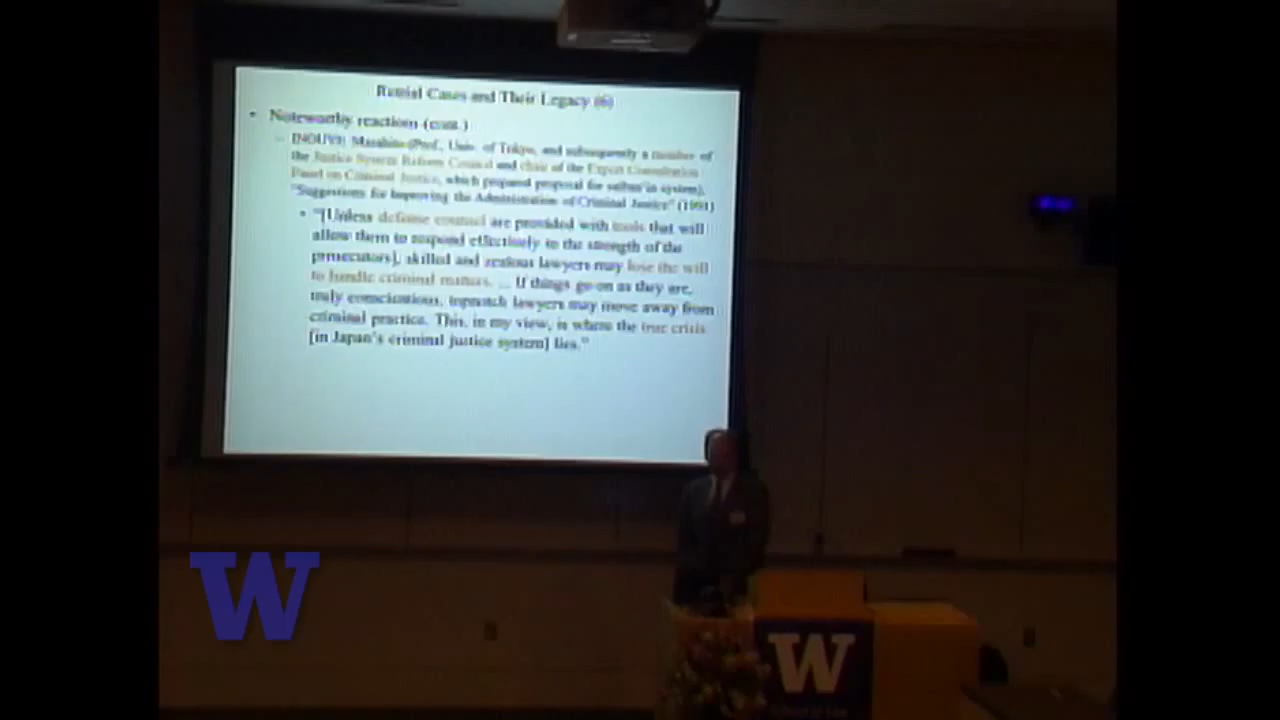 Retrial Cases and Their Legacy (6)
• Noteworthy reactions (cont.)
– INOUYE Masahito (Prof., Univ. of Tokyo, and subsequently a member of
the Justice System Reform Council and chair of the Expert Consultation
Panel on Criminal Justice, which prepared proposal for saiban'in system),
"Suggestions for Improving the Administration of Criminal Justice" (1991)
• "[Unless defense counsel are provided with tools that will
allow them to respond effectively to the strength of the
prosecutors], skilled and zealous lawyers may lose the will
to handle criminal matters. ... If things go on as they are,
truly conscientious, topnotch lawyers may move away from
criminal practice. This, in my view, is where the true crisis
[in Japan's criminal justice system] lies."
W
W